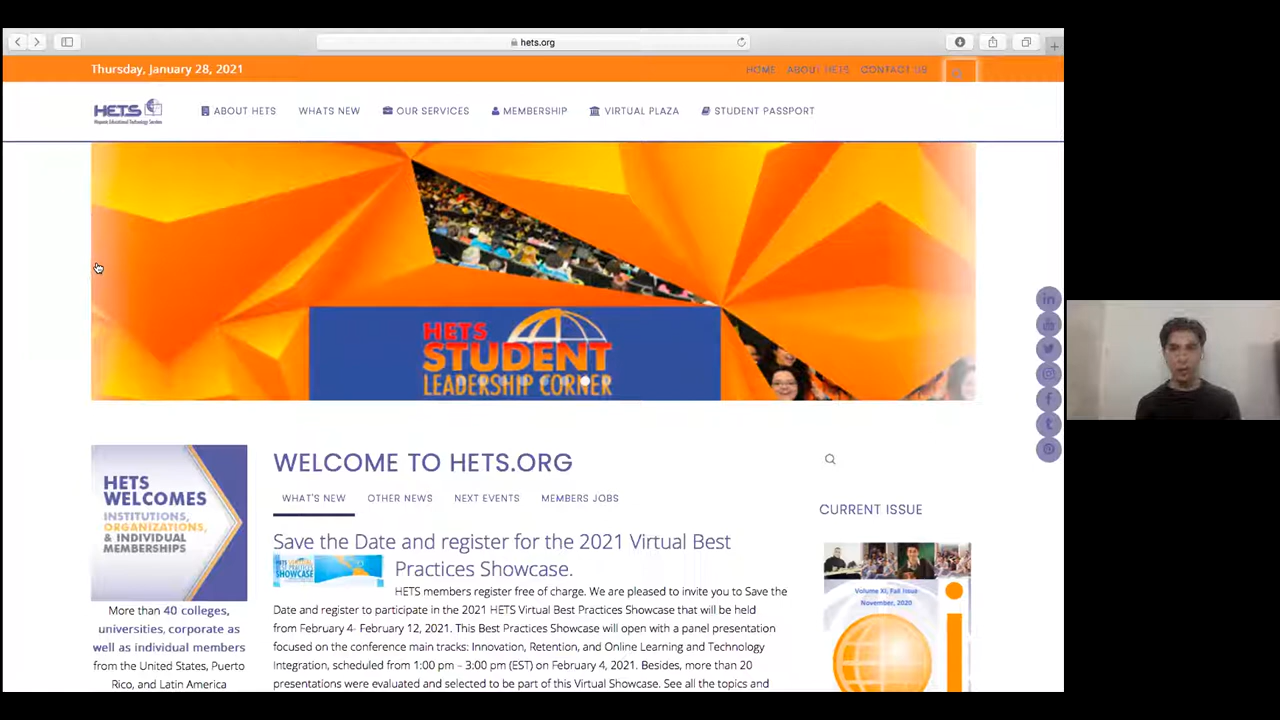 hets.org
Thursday, January 28, 2021
HOME ABOUT HETS CONTACT US
HETS
ABOUT HETS WHATS NEW OUR SERVICES MEMBERSHIP VIRTUAL PLAZA STUDENT PASSPORT
HETS
STUDENT
LEADERSHIP CORNER
HETS
WELCOMES
INSTITUTIONS,
ORGANIZATIONS,
& INDIVIDUAL
MEMBERSHIPS
More than 40 colleges,
universities, corporate as
well as individual members
from the United States, Puerto
Rico, and Latin America
WELCOME TO HETS.ORG
WHAT'S NEW OTHER NEWS NEXT EVENTS MEMBERS JOBS
Save the Date and register for the 2021 Virtual Best
Practices Showcase.
HETS members register free of charge. We are pleased to invite you to Save the
Date and register to participate in the 2021 HETS Virtual Best Practices Showcase that will be held
from February 4- February 12, 2021. This Best Practices Showcase will open with a panel presentation
focused on the conference main tracks: Innovation, Retention, and Online Learning and Technology
Integration, scheduled from 1:00 pm – 3:00 pm (EST) on February 4, 2021. Besides, more than 20
presentations were evaluated and selected to be part of this Virtual Showcase. See all the topics and
CURRENT ISSUE
Volume XI, Fall Issue
November, 2020